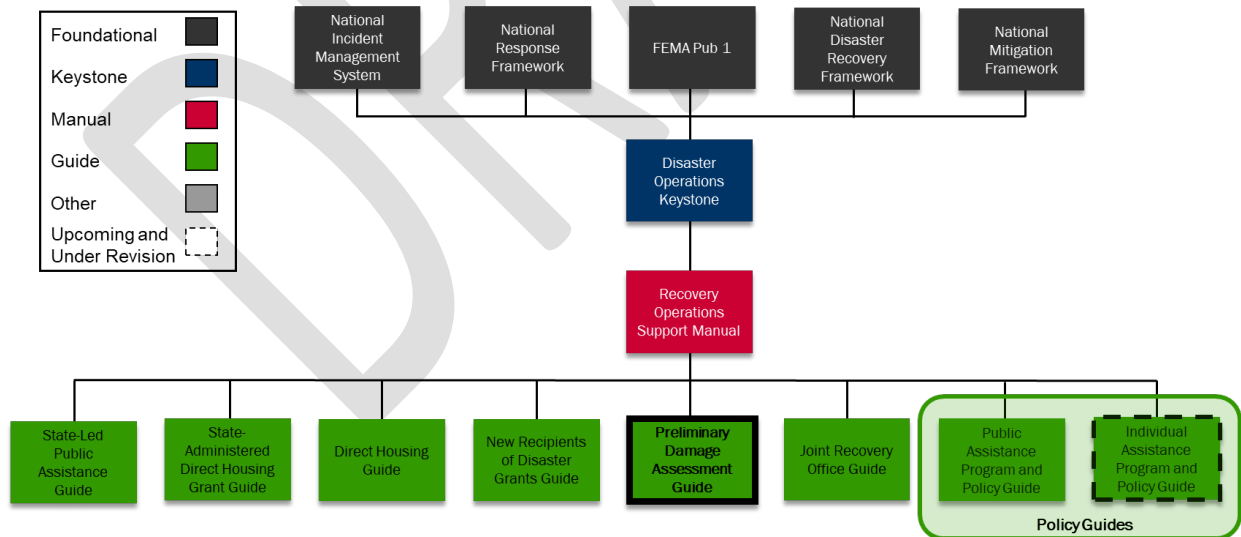 Foundational
Keystone
Manual
Guide
Other
Upcoming and
Under Revision
National
Incident
Management
System
National
Response
Framework
FEMA Pub 1
National
Disaster
Recovery
Framework
National
Mitigation
Framework
Disaster
Operations
Keystone
Recovery
Operations
Support Manual
State-Led
Public
Assistance
Guide
State-
Administered
Direct Housing
Grant Guide
Direct Housing
Guide
New Recipients
of Disaster
Grants Guide
Preliminary
Damage
Assessment
Guide
Joint Recovery
Office Guide
Public
Assistance
Program and
Policy Guide
Individual
Assistance
Program and
Policy Guide
Policy Guides
DR